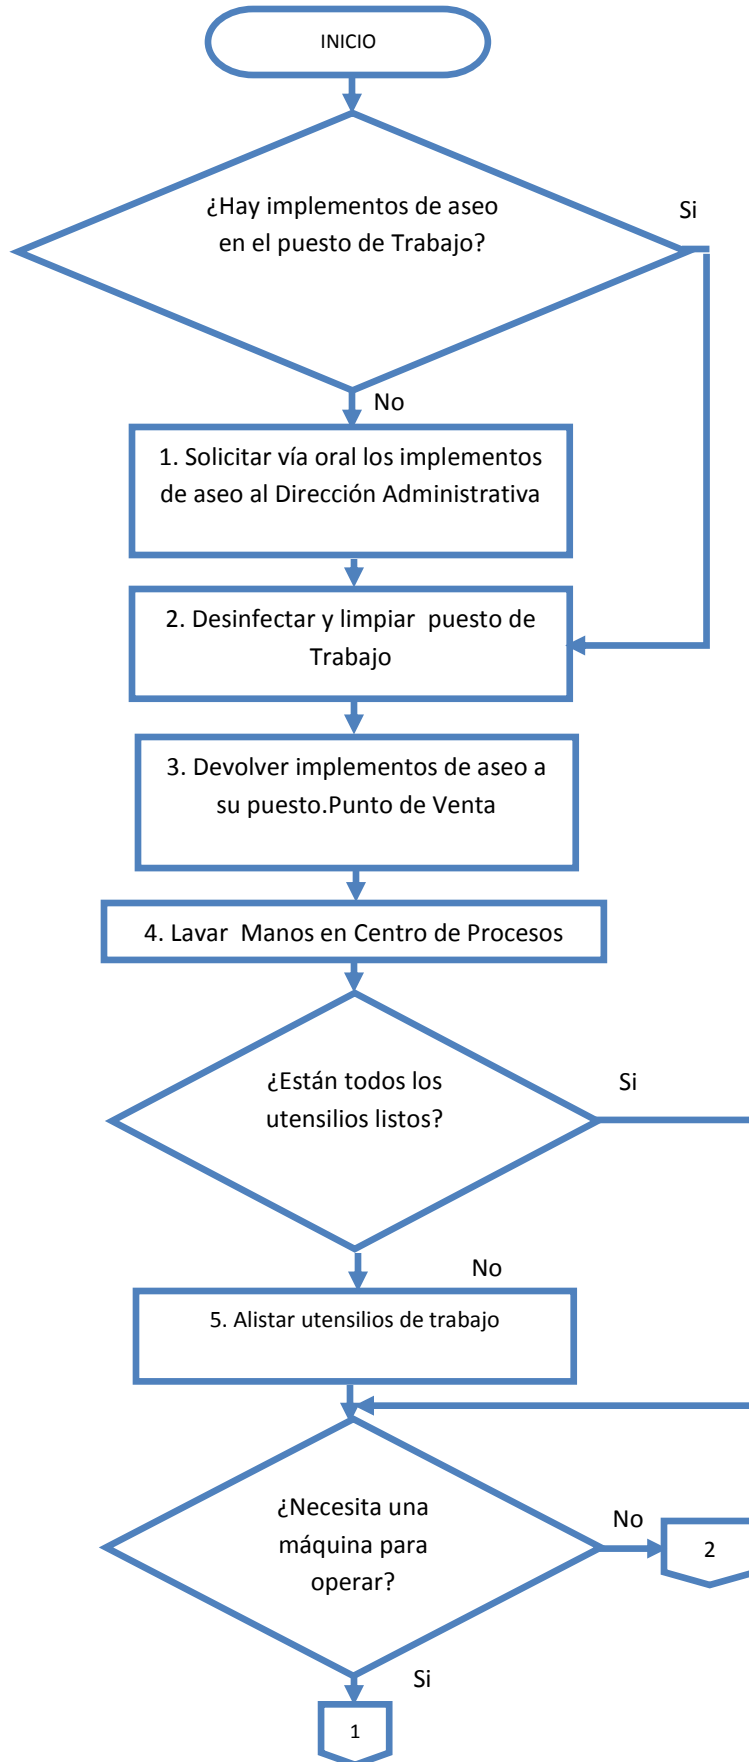 INICIO
¿Hay implementos de aseo
en el puesto de Trabajo?
Si
No
1. Solicitar vía oral los implementos
de aseo al Dirección Administrativa
2. Desinfectar y limpiar  puesto de
Trabajo
3. Devolver implementos de aseo a
su puesto.Punto de Venta
4. Lavar  Manos en Centro de Procesos
¿Están todos los
utensilios listos?
Si
No
5. Alistar utensilios de trabajo
¿Necesita una
máquina para
operar?
No
2
Si
1